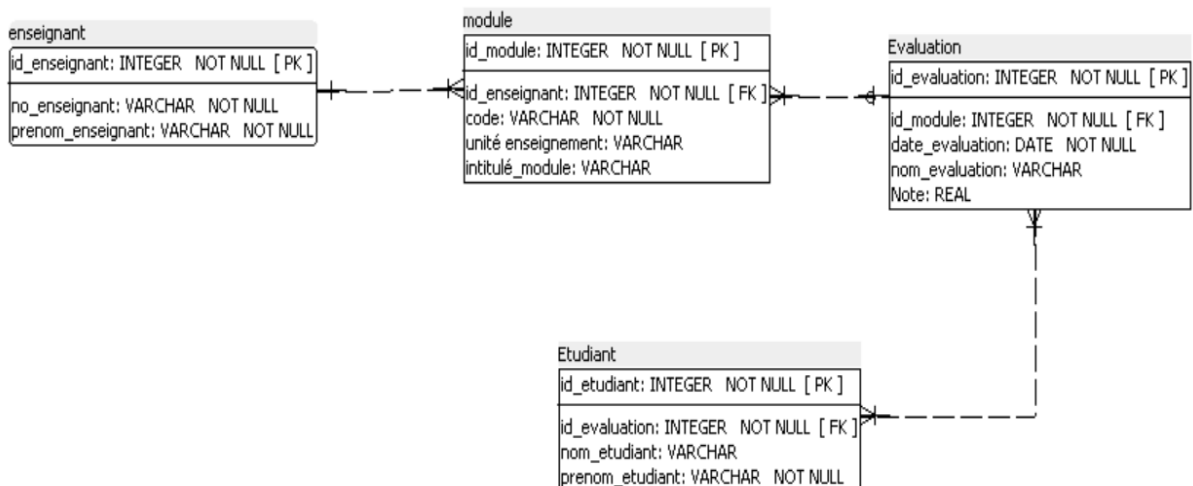 enseignant
id_enseignant: INTEGER NOT NULL [ PK ]
no_enseignant: VARCHAR NOT NULL
prenom_enseignant: VARCHAR NOT NULL
module
id_module: INTEGER NOT NULL [ PK ]
id_enseignant: INTEGER NOT NULL [ FK ]
code: VARCHAR NOT NULL
unité enseignement: VARCHAR
intitulé_module: VARCHAR
Evaluation
id_evaluation: INTEGER NOT NULL [ PK ]
id_module: INTEGER NOT NULL [ FK ]
date_evaluation: DATE NOT NULL
nom_evaluation: VARCHAR
Note: REAL
Etudiant
id_etudiant: INTEGER NOT NULL [ PK ]
id_evaluation: INTEGER NOT NULL [ FK ]
nom_etudiant: VARCHAR
prenom_etudiant: VARCHAR NOT NULL